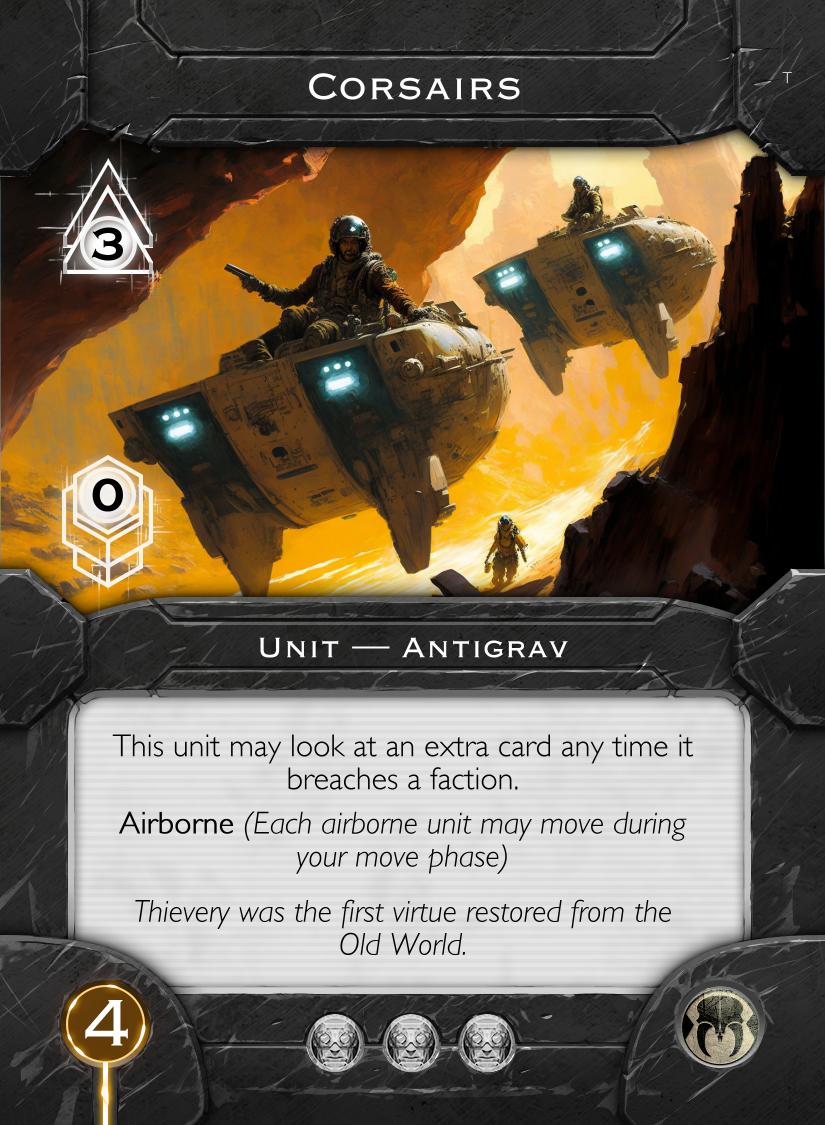 Corsairs
T
3
0
Unit — Antigrav
This unit may look at an extra card any time it
breaches a faction.
Airborne (Each airborne unit may move during
your move phase)
Thievery was the first virtue restored from the
Old World.
4